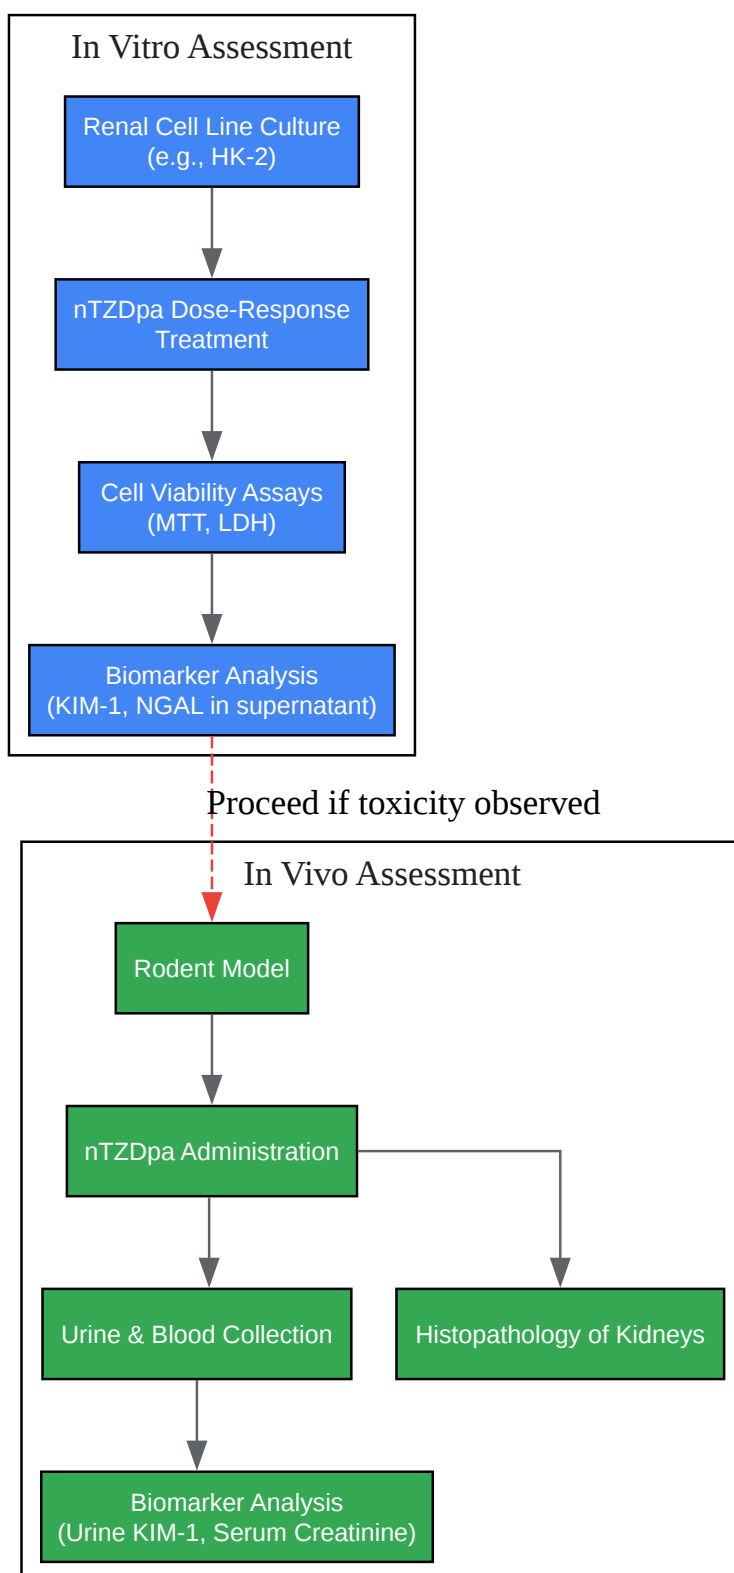 In Vitro Assessment
Renal Cell Line Culture
(e.g., HK-2)
nTZDpa Dose-Response
Treatment
Cell Viability Assays
(MTT, LDH)
Biomarker Analysis
(KIM-1, NGAL in supernatant)
Proceed if toxicity observed
In Vivo Assessment
Rodent Model
nTZDpa Administration
Urine & Blood Collection
Histopathology of Kidneys
Biomarker Analysis
(Urine KIM-1, Serum Creatinine)